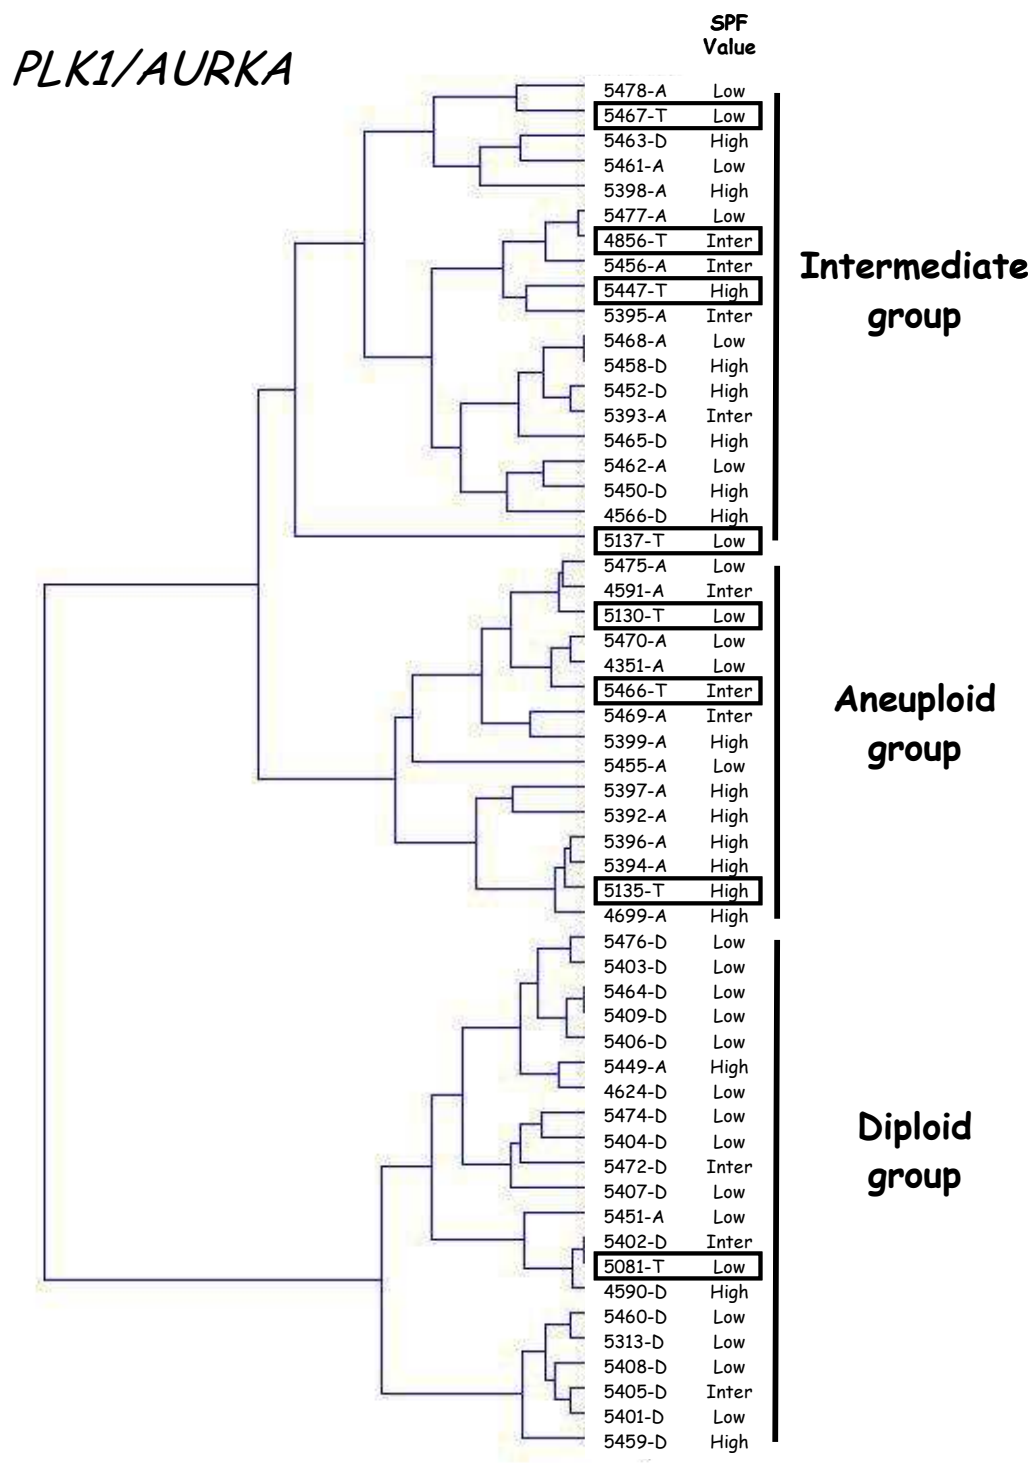 SPF
Value
PLK1/AURKA
5478-A Low
5467-T Low
5463-D High
5461-A Low
5398-A High
5477-A Low
4856-T Inter
5456-A Inter
5447-T High
5395-A Inter
5468-A Low
5458-D High
5452-D High
5393-A Inter
5465-D High
5462-A Low
5450-D High
4566-D High
5137-T Low
Intermediate
group
5475-A Low
4591-A Inter
5130-T Low
5470-A Low
4351-A Low
5466-T Inter
5469-A Inter
5399-A High
5455-A Low
5397-A High
5392-A High
5396-A High
5394-A High
5135-T High
4699-A High
Aneuploid
group
5476-D Low
5403-D Low
5464-D Low
5409-D Low
5406-D Low
5449-A High
4624-D Low
5474-D Low
5404-D Low
5472-D Inter
5407-D Low
5451-A Low
5402-D Inter
5081-T Low
4590-D High
5460-D Low
5313-D Low
5408-D Low
5405-D Inter
5401-D Low
5459-D High
Diploid
group